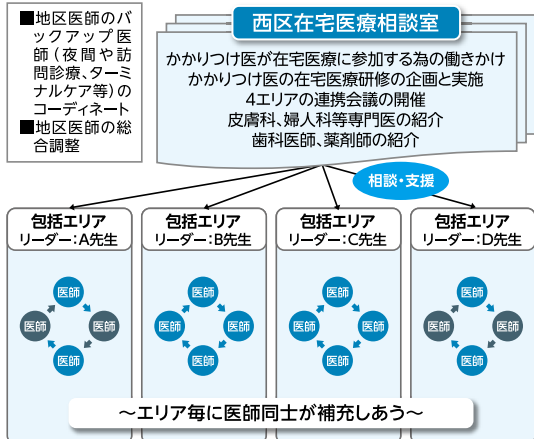 ■地区医師のバ
ックアップ医
師（夜間や訪
問診療、ターミ
ナルケア等）の
コーディネート
■地区医師の総
合調整
西区在宅医療相談室
かかりつけ医が在宅医療に参加する為の働きかけ
かかりつけ医の在宅医療研修の企画と実施
4エリアの連携会議の開催
皮膚科、婦人科等専門医の紹介
歯科医師、薬剤師の紹介
相談・支援
包括エリア
リーダー：A先生
医師
医師
医師
医師
包括エリア
リーダー：B先生
医師
医師
医師
医師
包括エリア
リーダー：C先生
医師
医師
医師
医師
包括エリア
リーダー：D先生
医師
医師
医師
医師
～エリア毎に医師同士が補充しあう～